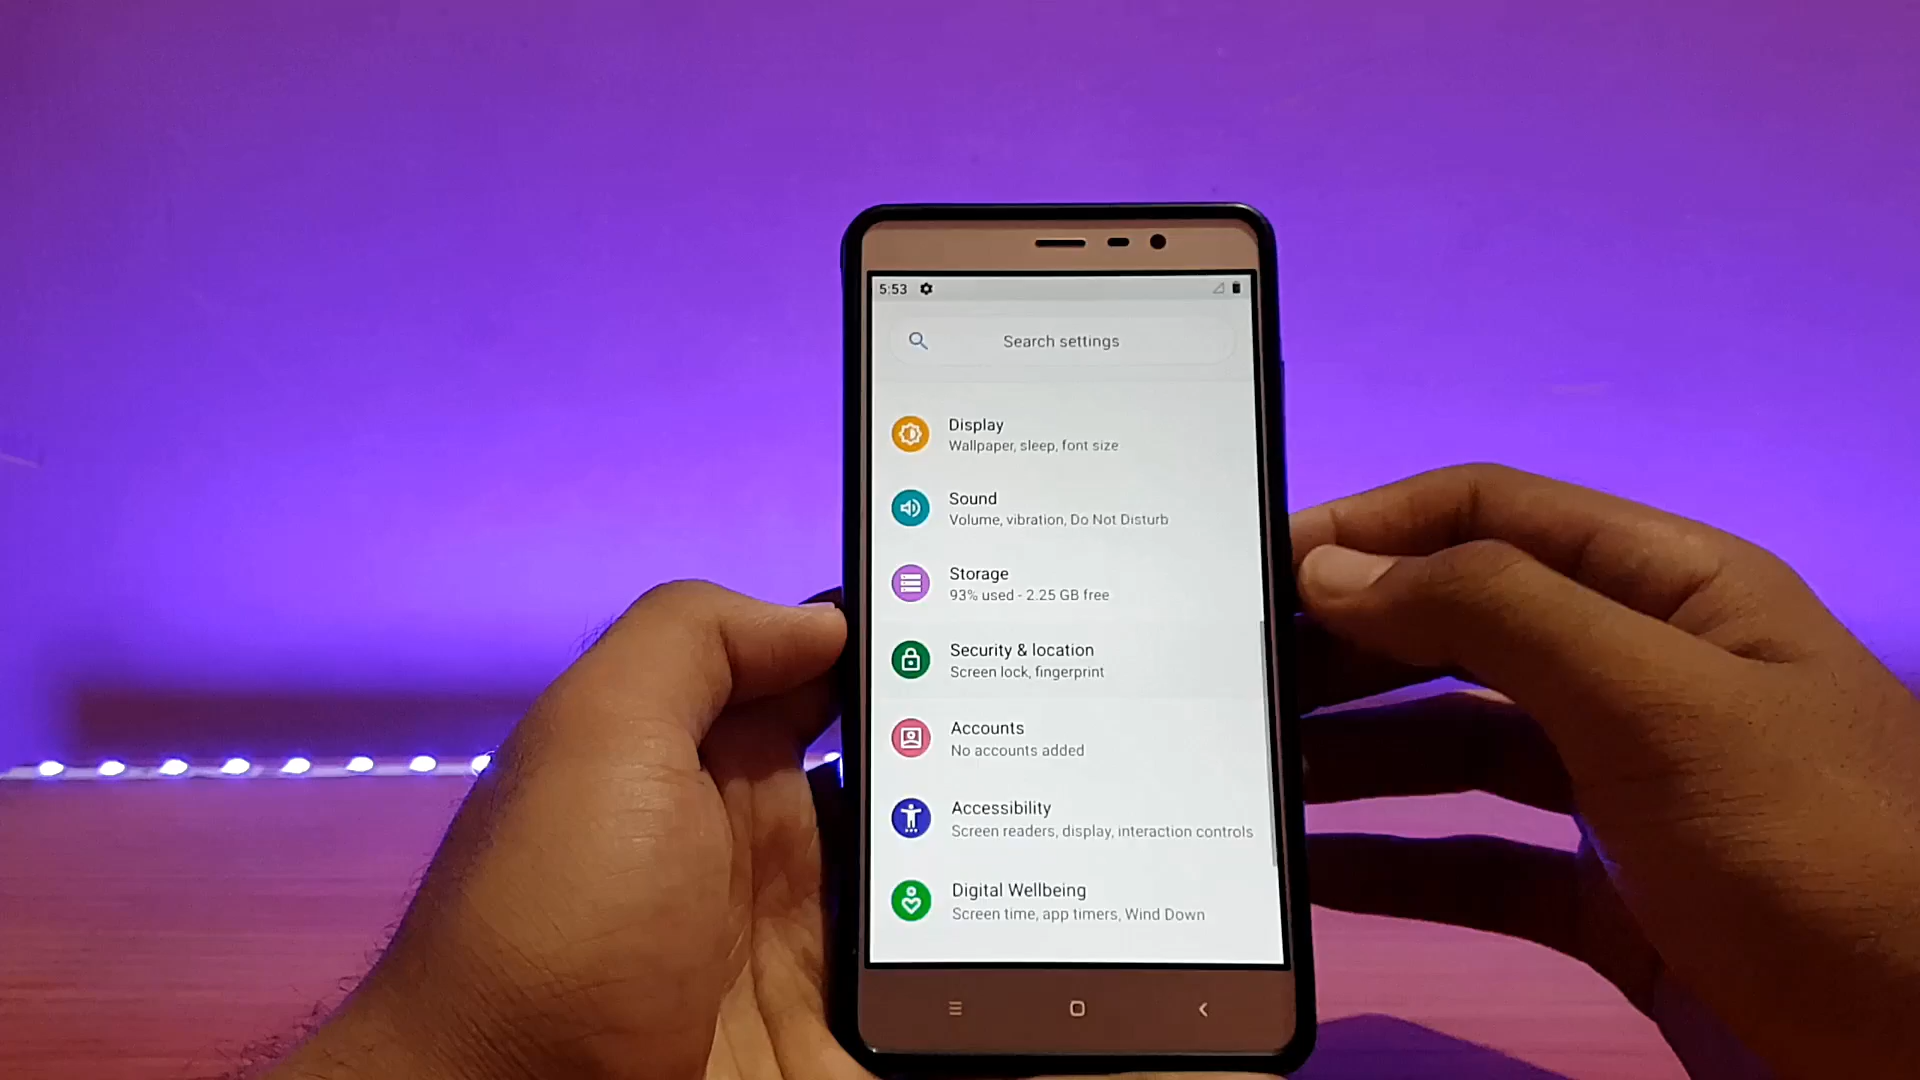 5:53
Search settings
Display
Wallpaper, sleep, font size
Sound
Volume, vibration, Do Not Disturb
Storage
93% used - 2.25 GB free
Security & location
Screen lock, fingerprint
Accounts
No accounts added
Accessibility
Screen readers, display, interaction controls
Digital Wellbeing
Screen time, app timers, Wind Down